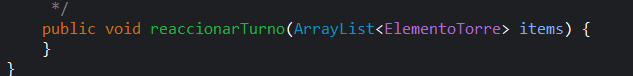 */
public void reaccionarTurno(ArrayList<ElementoTorre> items) {
}
}